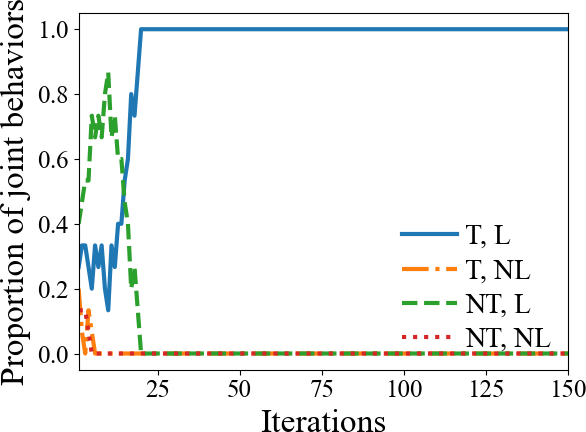 Proportion of joint behaviors
1.0
0.8
0.6
0.4
0.2
0.0
T, L
T, NL
NT, L
NT, NL
25 50 75 100 125 150
Iterations